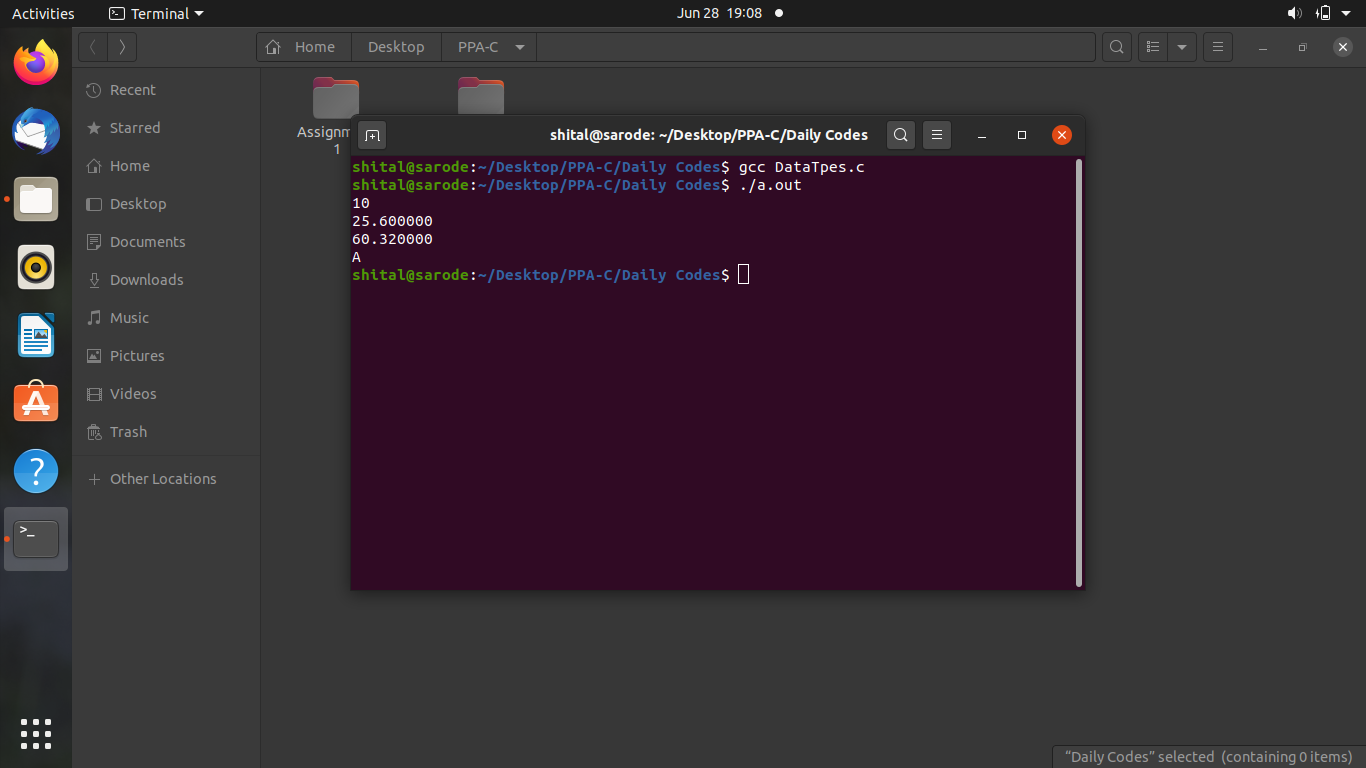 Activities Terminal Jun 28 19:08
Home Desktop PPA-C
Recent
Starred
Home
Desktop
Documents
Downloads
Music
Pictures
Videos
Trash
Other Locations
Assignm
1
shital@sarode: ~/Desktop/PPA-C/Daily Codes
shital@sarode:~/Desktop/PPA-C/Daily Codes$ gcc DataTpes.c
shital@sarode:~/Desktop/PPA-C/Daily Codes$ ./a.out
10
25.600000
60.320000
A
shital@sarode:~/Desktop/PPA-C/Daily Codes$
“Daily Codes” selected (containing 0 items)